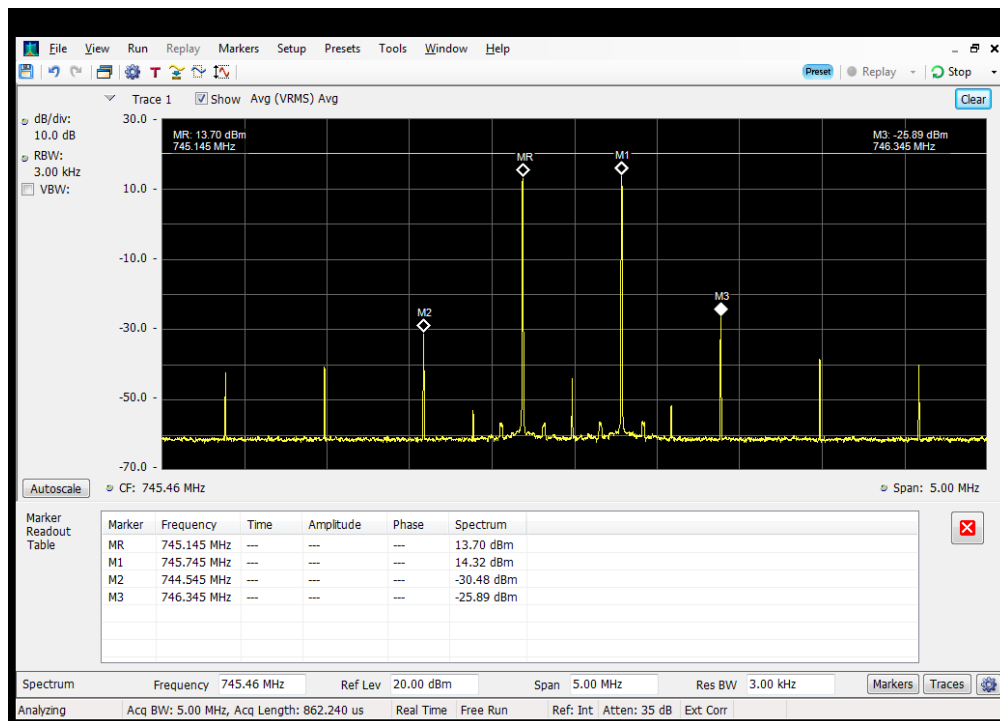 File View Run Replay Markers Setup Presets Tools Window Help
T Preset Replay Stop
Trace 1 Show Avg (VRMS) Avg Clear
dB/div:
10.0 dB
RBW:
3.00 kHz
VBW:
30.0 -
10.0 -
-10.0 -
-30.0 -
-50.0 -
-70.0 -
MR: 13.70 dBm
745.145 MHz
M3: -25.89 dBm
746.345 MHz
MR
M1
M2
M3
Autoscale CF: 745.46 MHz Span: 5.00 MHz
Marker
Readout
Table
Marker Frequency Time Amplitude Phase Spectrum
MR 745.145 MHz --- --- --- 13.70 dBm
M1 745.745 MHz --- --- --- 14.32 dBm
M2 744.545 MHz --- --- --- -30.48 dBm
M3 746.345 MHz --- --- --- -25.89 dBm
Spectrum Frequency 745.46 MHz Ref Lev 20.00 dBm Span 5.00 MHz Res BW 3.00 kHz Markers Traces
Analyzing Acq BW: 5.00 MHz, Acq Length: 862.240 us Real Time Free Run Ref: Int Atten: 35 dB Ext Corr